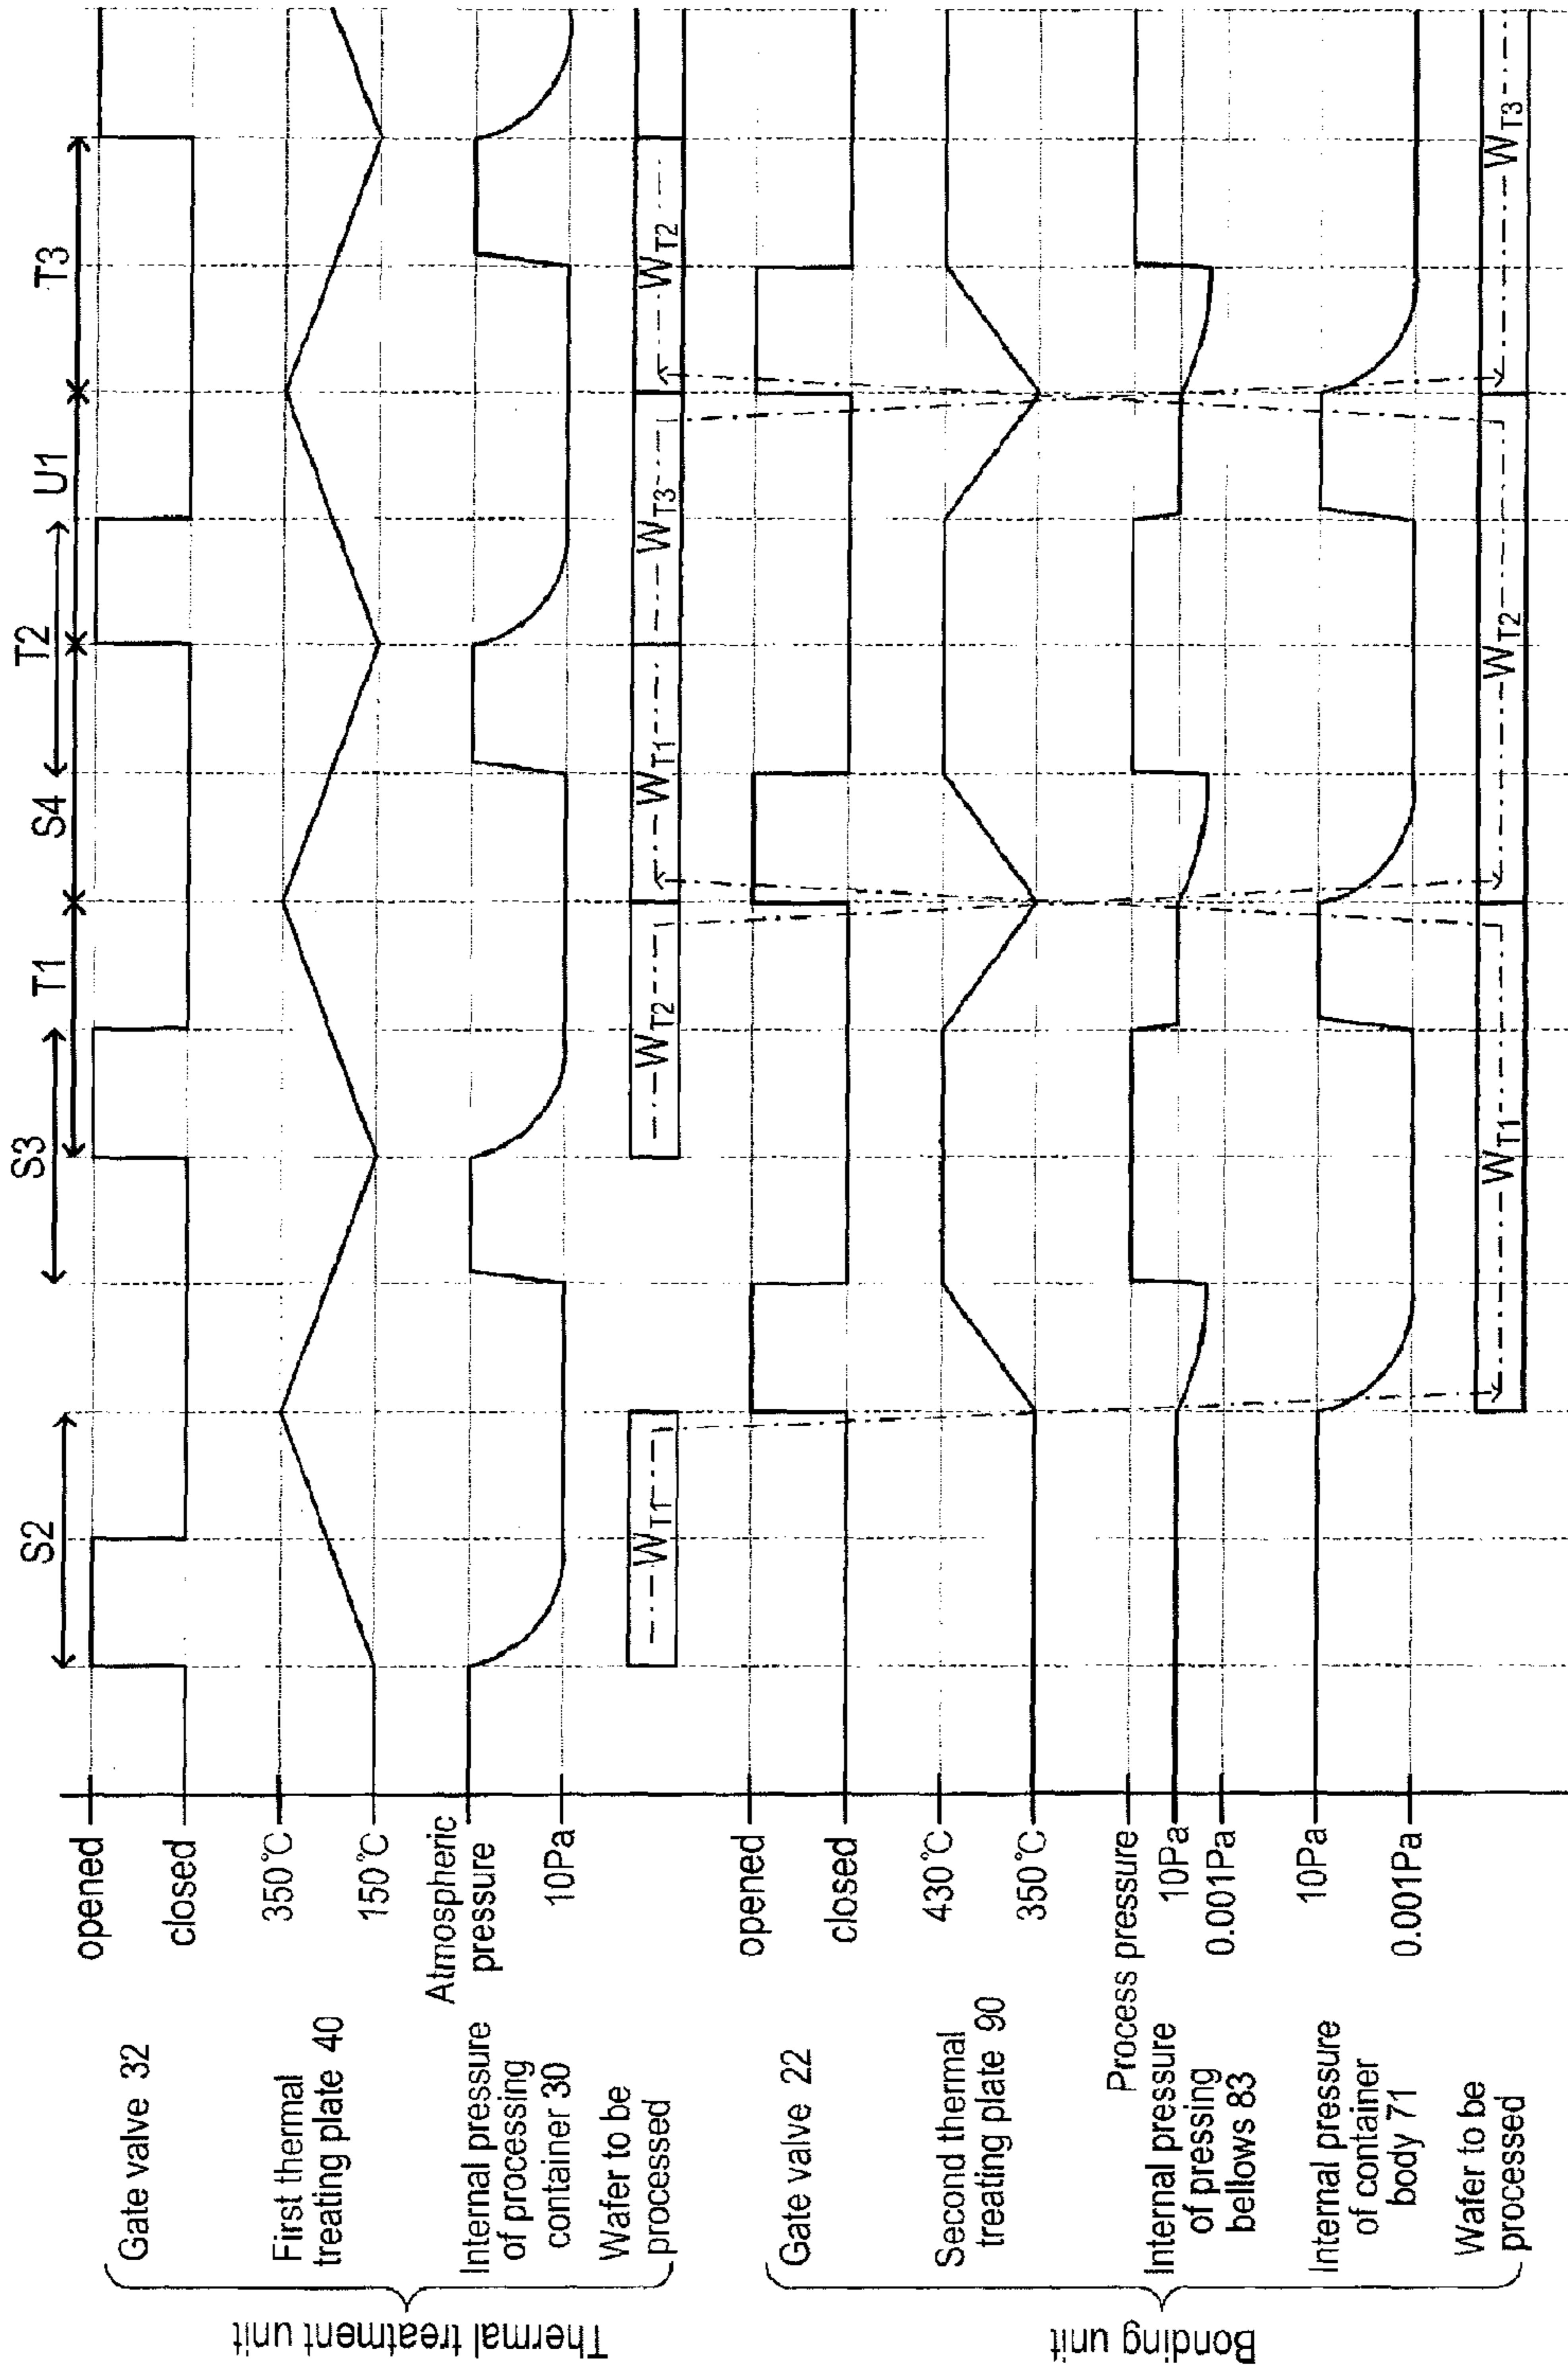 S2
S3
T1
S4
T2
U1
T3
Thermal treatment unit
Gate valve 32
opened
closed
First thermal
treating plate 40
350℃
150℃
Internal pressure
of processing
container 30
Atmospheric
pressure
10Pa
Wafer to be
processed
WT1
WT2
WT1
WT3
WT2
Bonding unit
Gate valve 22
opened
closed
Second thermal
treating plate 90
430℃
350℃
Process pressure
Internal pressure
of pressing
bellows 83
10Pa
0.001Pa
Internal pressure
of container
body 71
10Pa
0.001Pa
Wafer to be
processed
WT1
WT2
WT3